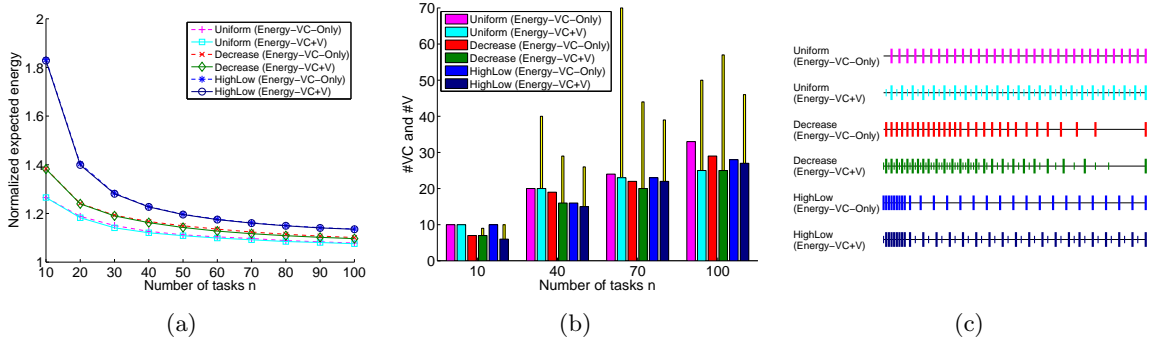 2
1.8
1.6
1.4
1.2
1
10 20 30 40 50 60 70 80 90 100
Normalized expected energy
Number of tasks n
Uniform (Energy−VC−Only)
Uniform (Energy−VC+V)
Decrease (Energy−VC−Only)
Decrease (Energy−VC+V)
HighLow (Energy−VC−Only)
HighLow (Energy−VC+V)
(a)
70
60
50
40
30
20
10
0
10 40 70 100
#VC and #V
Number of tasks n
Uniform (Energy−VC−Only)
Uniform (Energy−VC+V)
Decrease (Energy−VC−Only)
Decrease (Energy−VC+V)
HighLow (Energy−VC−Only)
HighLow (Energy−VC+V)
(b)
Uniform
(Energy−VC−Only)
Uniform
(Energy−VC+V)
Decrease
(Energy−VC−Only)
Decrease
(Energy−VC+V)
HighLow
(Energy−VC−Only)
HighLow
(Energy−VC+V)
(c)